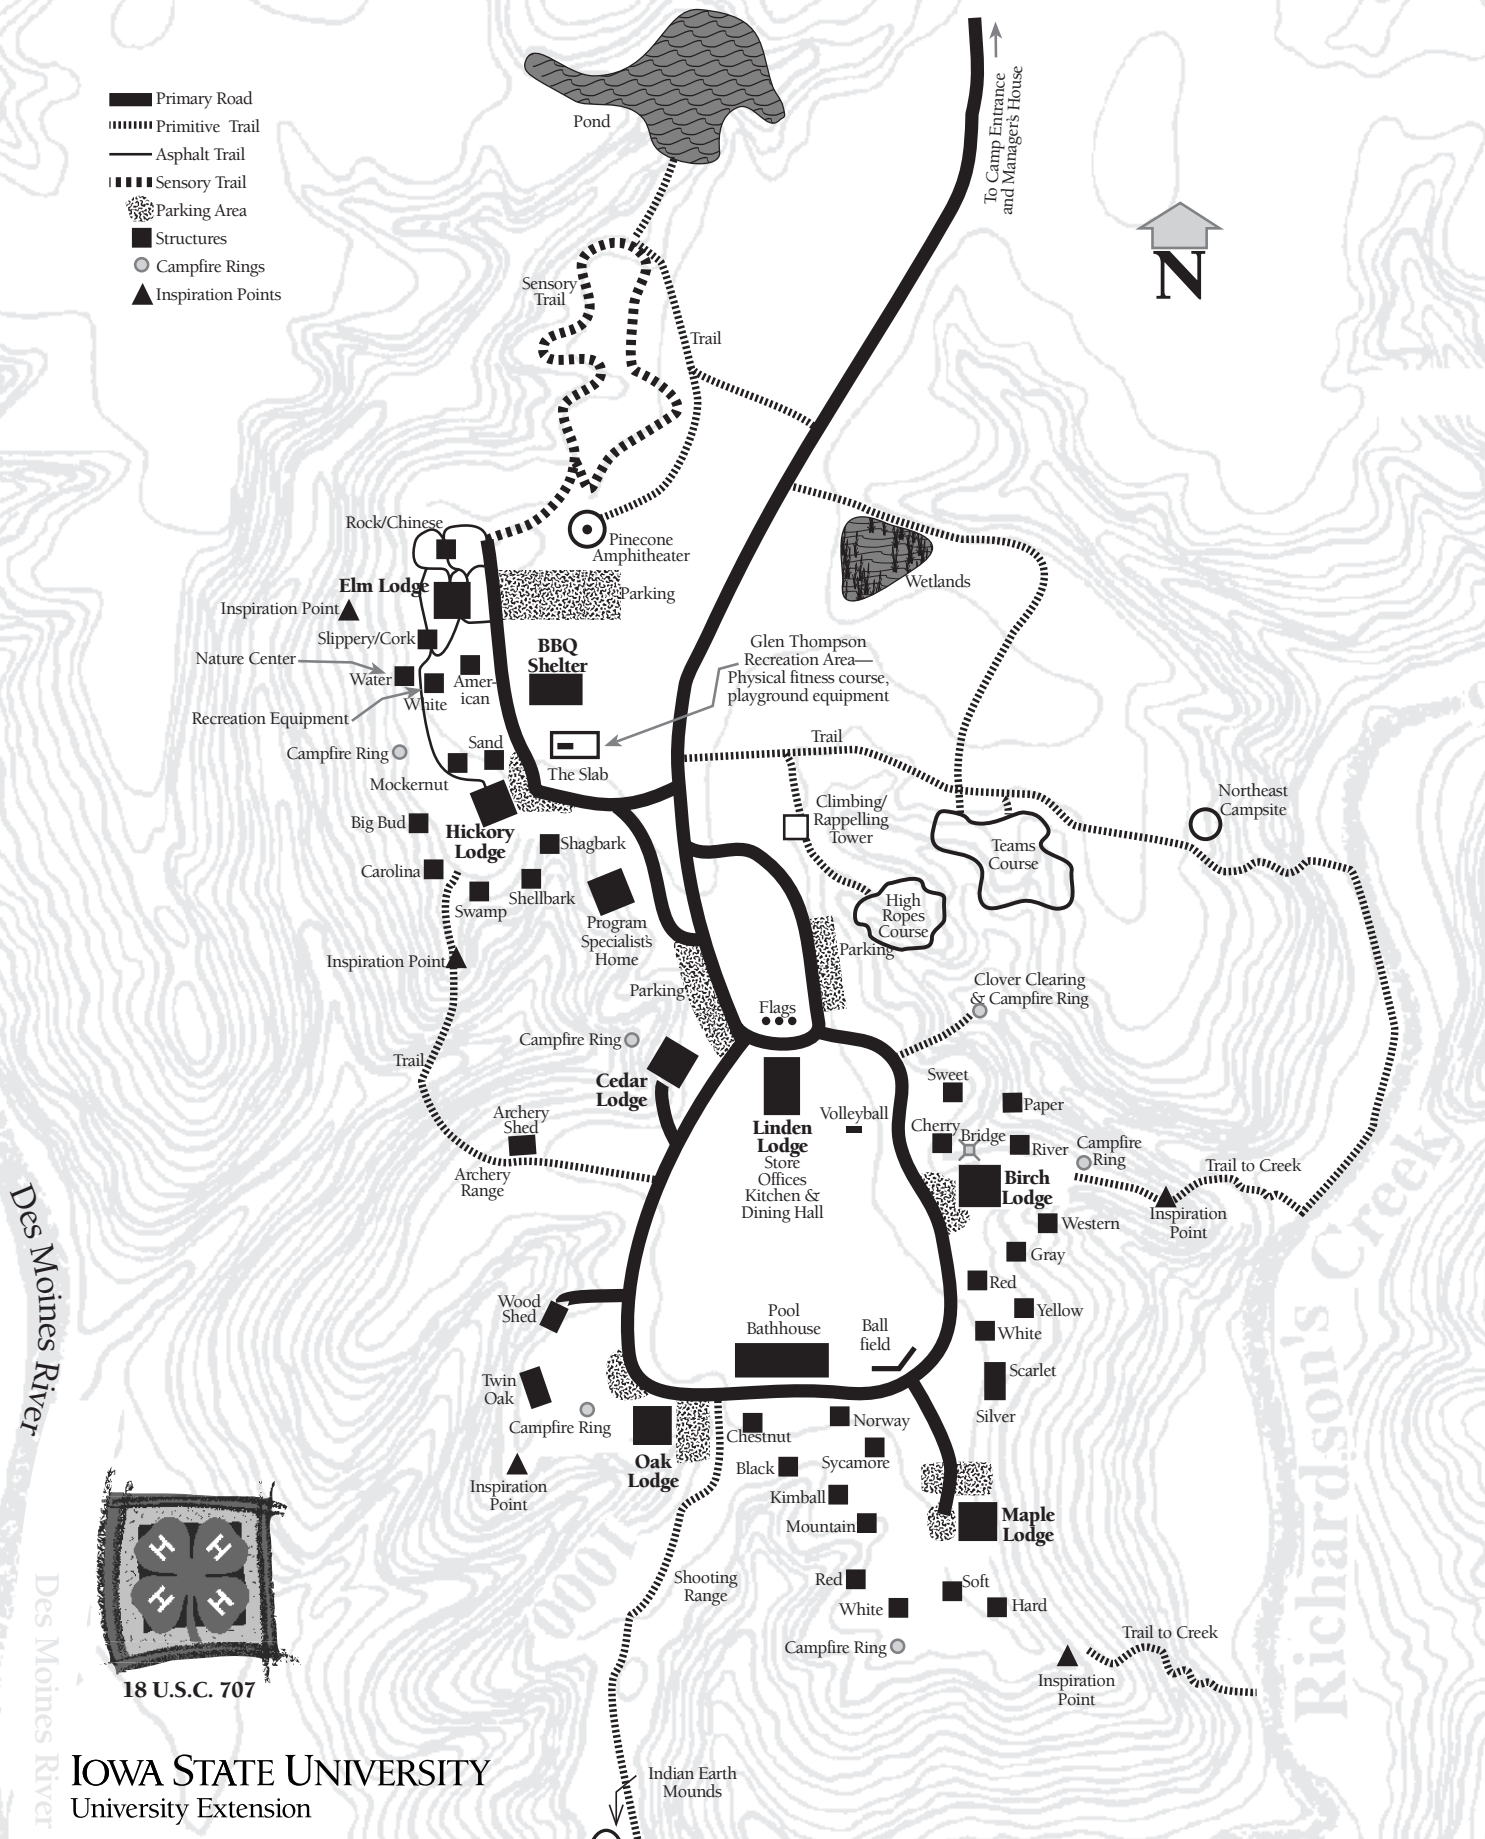 Primary Road
Primitive Trail
Asphalt Trail
Sensory Trail
Parking Area
Structures
Campfire Rings
Inspiration Points
Pond
To Camp Entrance
and Manager's House
N
Sensory
Trail
Trail
Rock/Chinese
Pinecone
Amphitheater
Elm Lodge
Parking
Wetlands
Inspiration Point
Slippery/Cork
BBQ
Shelter
Glen Thompson
Recreation Area—
Physical fitness course,
playground equipment
Nature Center
Water
Amer-
ican
White
Recreation Equipment
Campfire Ring
Sand
The Slab
Trail
Mockernut
Climbing/
Rappelling
Tower
Northeast
Campsite
Big Bud
Hickory
Lodge
Shagbark
Teams
Course
Carolina
Shellbark
Swamp
High
Ropes
Course
Program
Specialist's
Home
Inspiration Point
Parking
Parking
Clover Clearing
& Campfire Ring
Flags
Campfire Ring
Trail
Cedar
Lodge
Sweet
Paper
Archery
Shed
Volleyball
Linden
Lodge
Store
Offices
Kitchen &
Dining Hall
Cherry
Bridge
River
Campfire
Ring
Archery
Range
Birch
Lodge
Trail to Creek
Inspiration
Point
Western
Gray
Red
Yellow
White
Des Moines River
Richardson's Creek
Wood
Shed
Pool
Bathhouse
Ball
field
Scarlet
Silver
Twin
Oak
Campfire Ring
Chestnut
Norway
Sycamore
Oak
Lodge
Black
Inspiration
Point
Kimball
Mountain
Maple
Lodge
Shooting
Range
Red
White
Soft
Hard
Campfire Ring
Trail to Creek
Inspiration
Point
H H
H H
18 U.S.C. 707
Des Moines River
Indian Earth
Mounds
IOWA STATE UNIVERSITY
University Extension